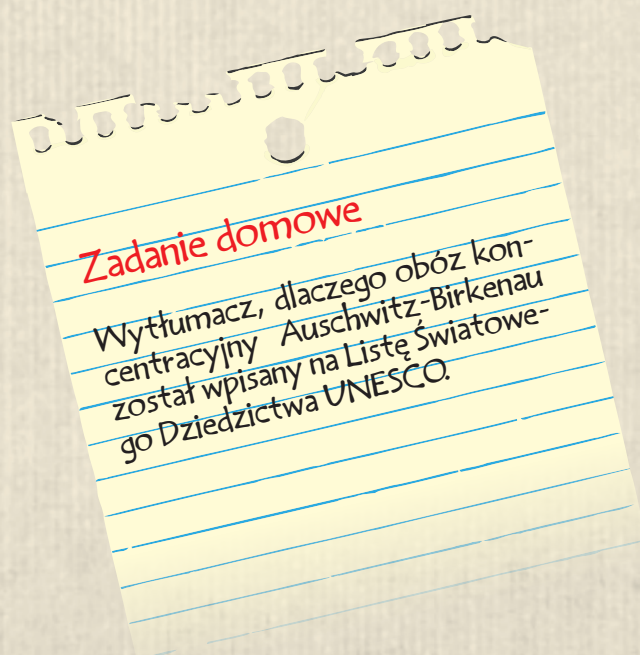 Zadanie domowe
Wytłumacz, dlaczego obóz kon-
centracyjny Auschwitz-Birkenau
został wpisany na Listę Światowe-
go Dziedzictwa UNESCO.